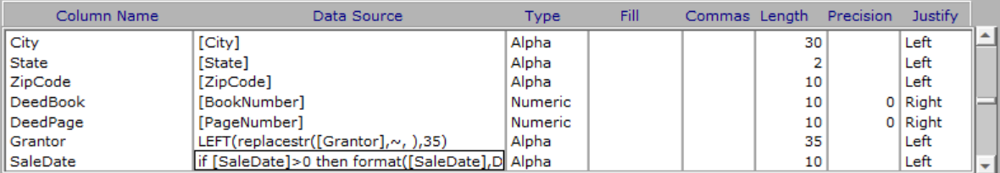 Column Name Data Source Type Fill Commas Length Precision Justify
City [City] Alpha 30 Left
State [State] Alpha 2 Left
ZipCode [ZipCode] Alpha 10 Left
DeedBook [BookNumber] Numeric 10 0 Right
DeedPage [PageNumber] Numeric 10 0 Right
Grantor LEFT(replacestr([Grantor],~, ),35) Alpha 35 Left
SaleDate if [SaleDate]>0 then format([SaleDate],D Alpha 10 Left